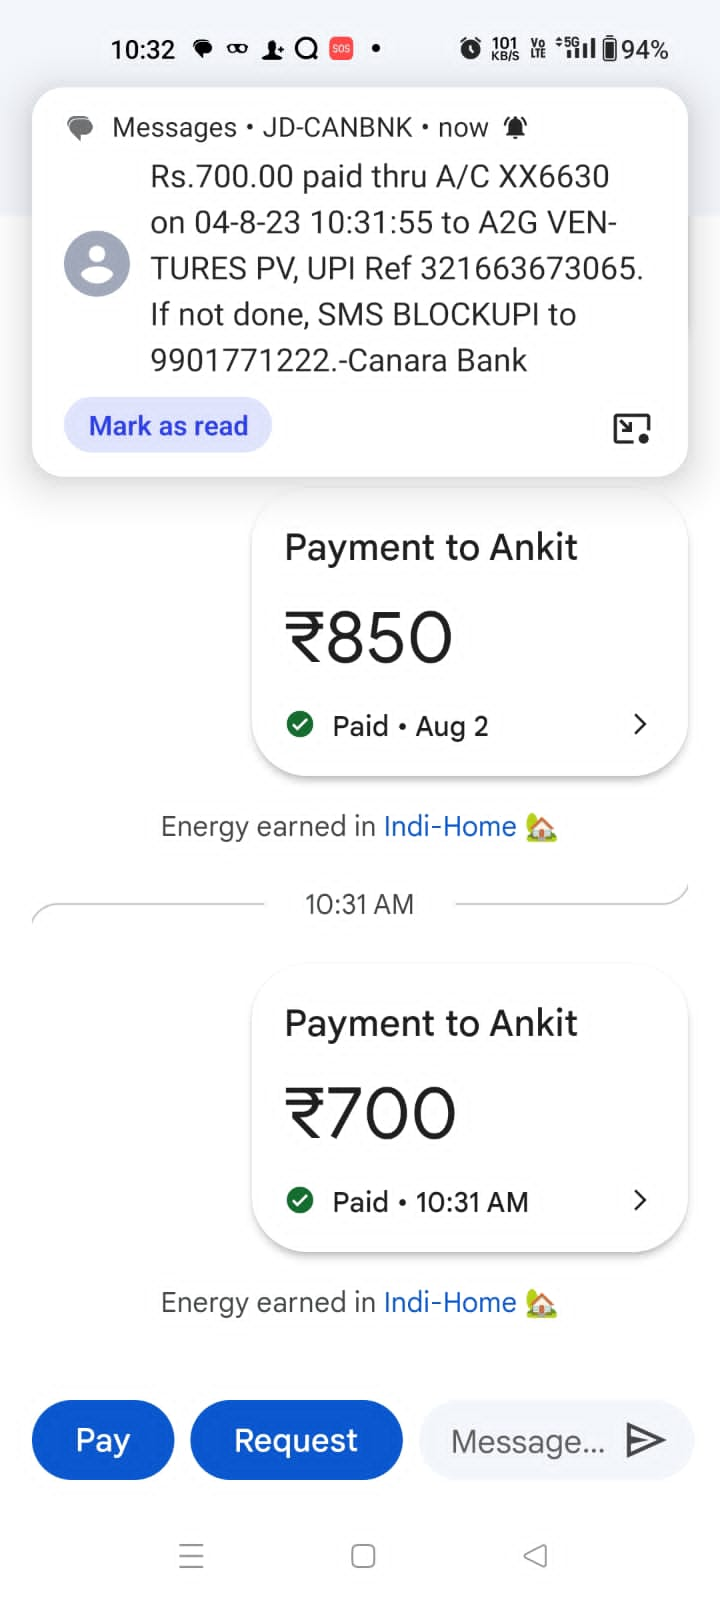 10:32 SOS 101 KB/S Vo LTE 5G 94%
Messages • JD-CANBNK • now
Rs.700.00 paid thru A/C XX6630
on 04-8-23 10:31:55 to A2G VEN-
TURES PV, UPI Ref 321663673065.
If not done, SMS BLOCKUPI to
9901771222.-Canara Bank
Mark as read
Payment to Ankit
₹850
Paid • Aug 2
Energy earned in Indi-Home 🏡
10:31 AM
Payment to Ankit
₹700
Paid • 10:31 AM
Energy earned in Indi-Home 🏡
Pay Request Message...